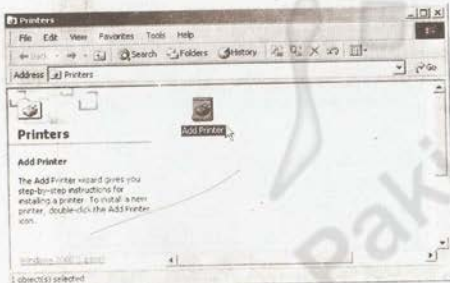 Printers
File Edit View Favorites Tools Help
Search Folders History
Address Printers Go
Printers
Add Printer
Add Printer
The Add Printer wizard gives you
step-by-step instructions for
installing a printer. To install a new
printer, double-click the Add Printer
icon.
Windows 2000
1 object(s) selected
Paki